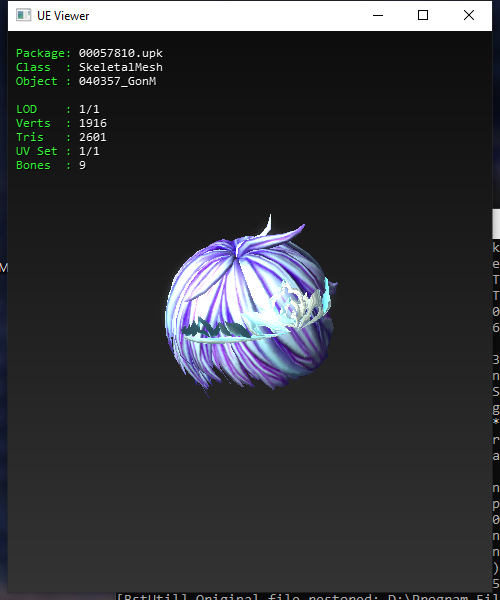 UE Viewer
Package: 00057810.upk
Class : SkeletalMesh
Object : 040357_GonM
LOD : 1/1
Verts : 1916
Tris : 2601
UV Set : 1/1
Bones : 9
M
k
e
T
T
0
6
3
n
S
g
*
r
a
n
p
0
n
n
)
5
[BstUtil] Original file restored: D:\Program Fil